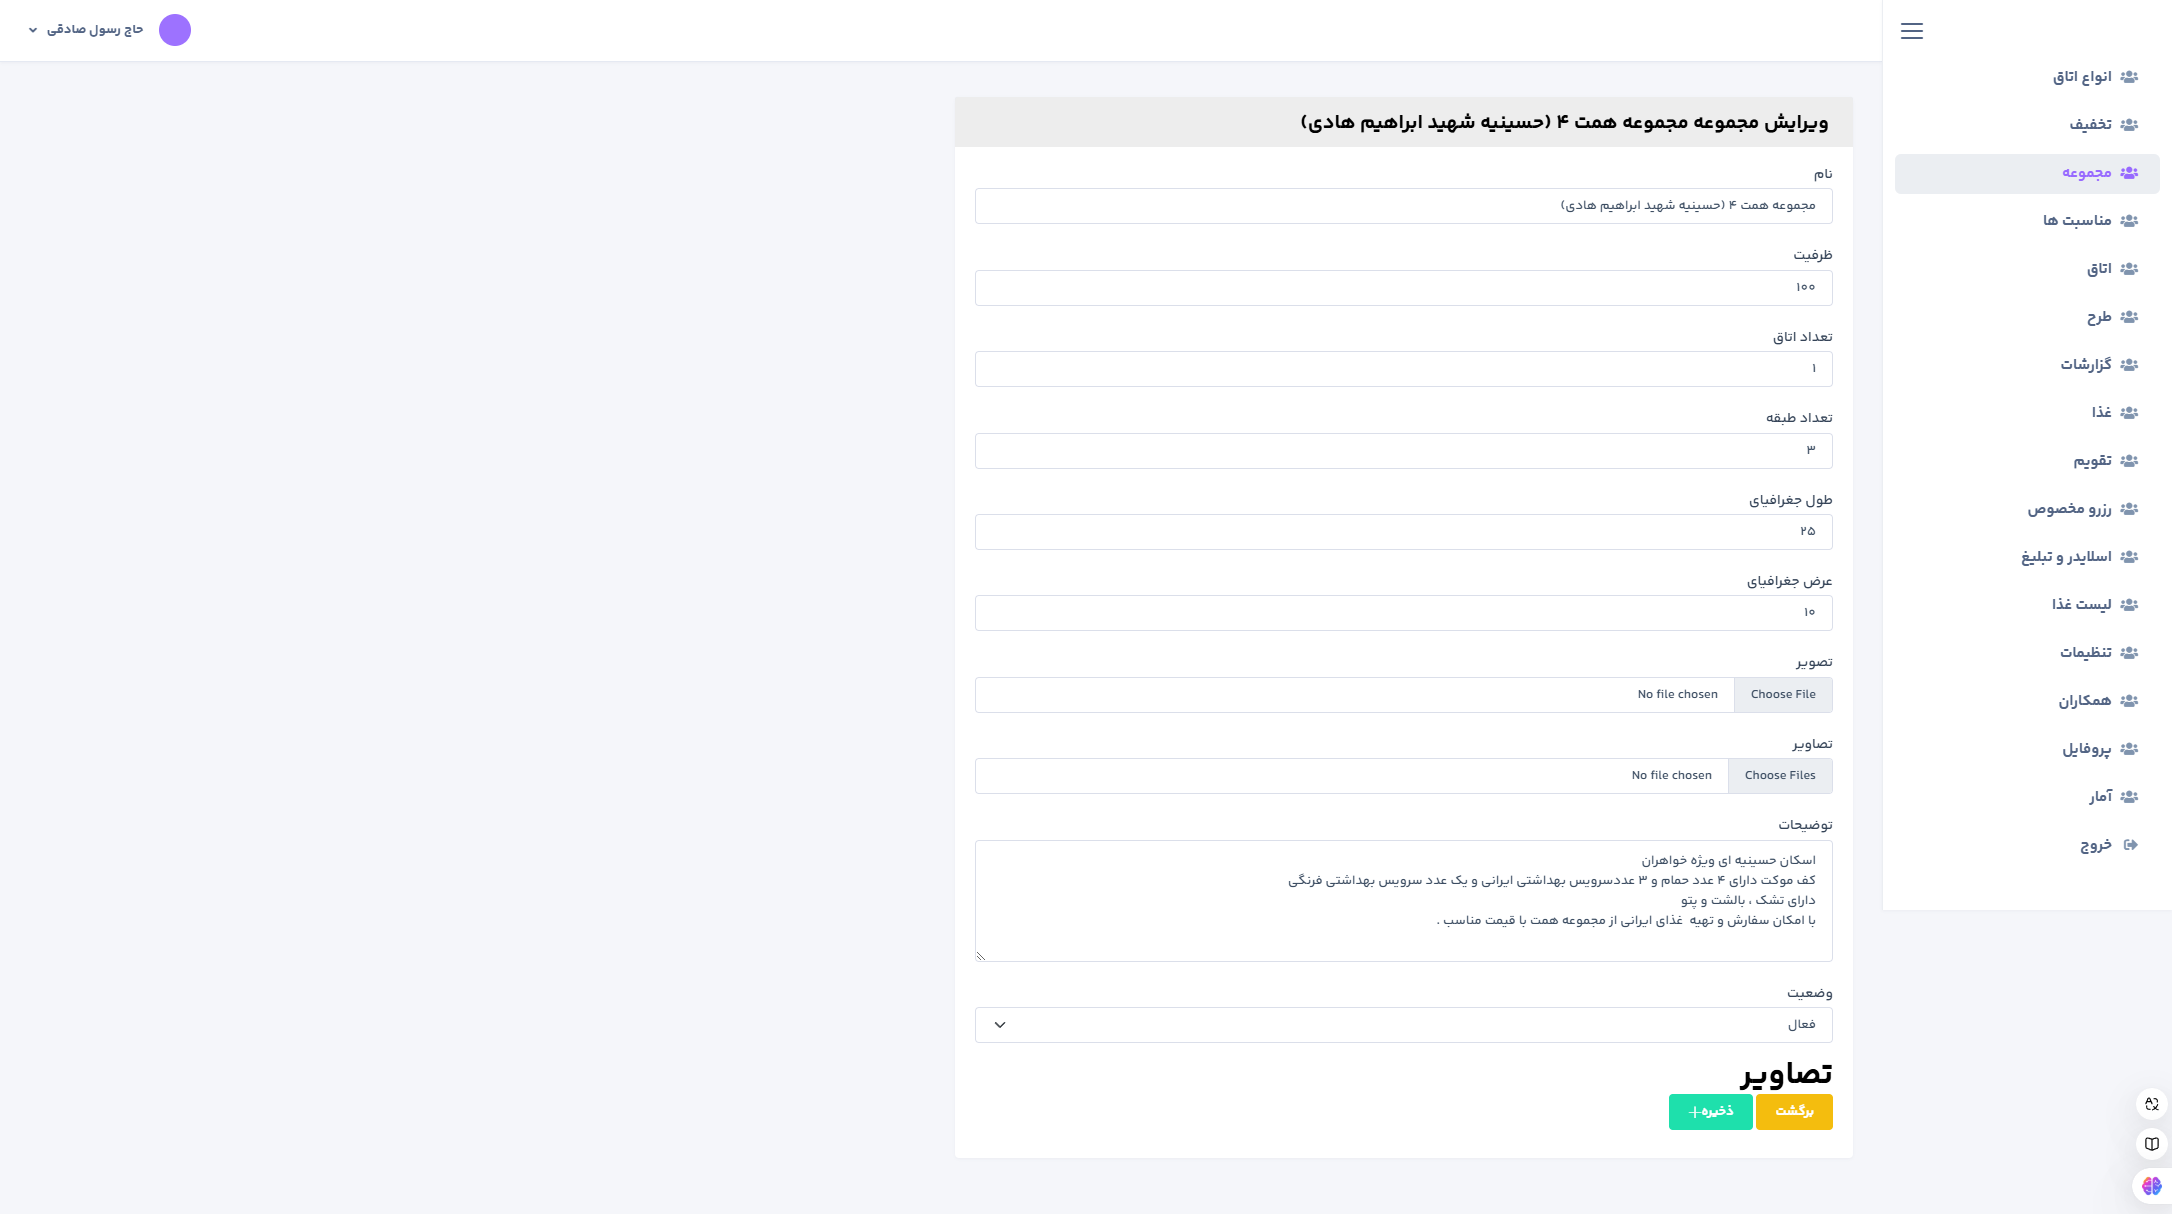 حاج رسول صادقی
انواع اتاق
تخفیف
مجموعه
مناسبت ها
اتاق
طرح
گزارشات
غذا
تقویم
رزرو مخصوص
اسلایدر و تبلیغ
لیست غذا
تنظیمات
همکاران
پروفایل
آمار
خروج
ویرایش مجموعه مجموعه همت ۴ (حسینیه شهید ابراهیم هادی)
نام
مجموعه همت ۴ (حسینیه شهید ابراهیم هادی)
ظرفیت
۱۰۰
تعداد اتاق
۱
تعداد طبقه
۳
طول جغرافیای
۲۵
عرض جغرافیای
۱۰
تصویر
Choose File No file chosen
تصاویر
Choose Files No file chosen
توضیحات
اسکان حسینیه ای ویژه خواهران
کف موکت دارای ۴ عدد حمام و ۳ عددسرویس بهداشتی ایرانی و یک عدد سرویس بهداشتی فرنگی
دارای تشک ، بالشت و پتو
با امکان سفارش و تهیه غذای ایرانی از مجموعه همت با قیمت مناسب .
وضعیت
فعال
تصاویر
برگشت ذخیره+